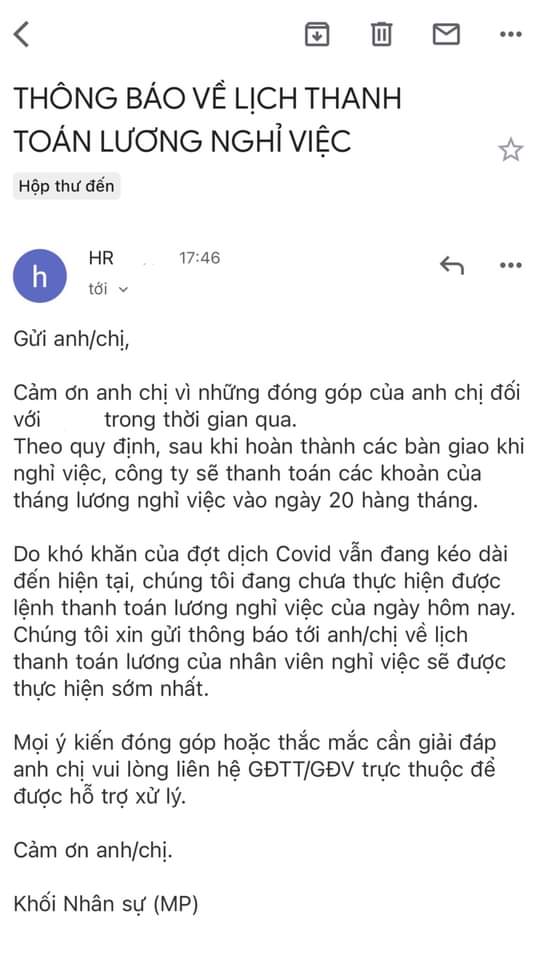 THÔNG BÁO VỀ LỊCH THANH
TOÁN LƯƠNG NGHỈ VIỆC
Hộp thư đến
h
HR 17:46
tới
Gửi anh/chị,
Cảm ơn anh chị vì những đóng góp của anh chị đối
với trong thời gian qua.
Theo quy định, sau khi hoàn thành các bàn giao khi
nghỉ việc, công ty sẽ thanh toán các khoản của
tháng lương nghỉ việc vào ngày 20 hàng tháng.
Do khó khăn của đợt dịch Covid vẫn đang kéo dài
đến hiện tại, chúng tôi đang chưa thực hiện được
lệnh thanh toán lương nghỉ việc của ngày hôm nay.
Chúng tôi xin gửi thông báo tới anh/chị về lịch
thanh toán lương của nhân viên nghỉ việc sẽ được
thực hiện sớm nhất.
Mọi ý kiến đóng góp hoặc thắc mắc cần giải đáp
anh chị vui lòng liên hệ GĐTT/GĐV trực thuộc để
được hỗ trợ xử lý.
Cảm ơn anh/chị.
Khối Nhân sự (MP)